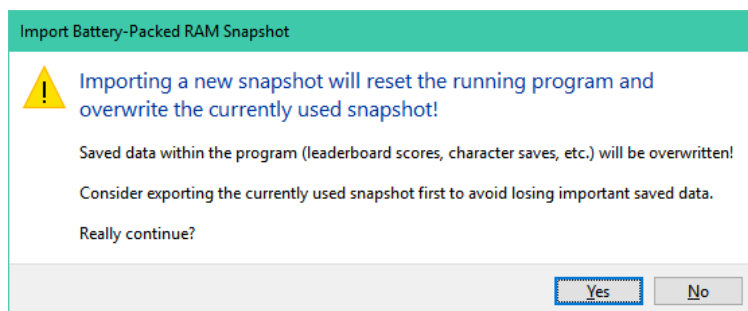 Import Battery-Packed RAM Snapshot
Importing a new snapshot will reset the running program and
overwrite the currently used snapshot!
Saved data within the program (leaderboard scores, character saves, etc.) will be overwritten!
Consider exporting the currently used snapshot first to avoid losing important saved data.
Really continue?
Yes No